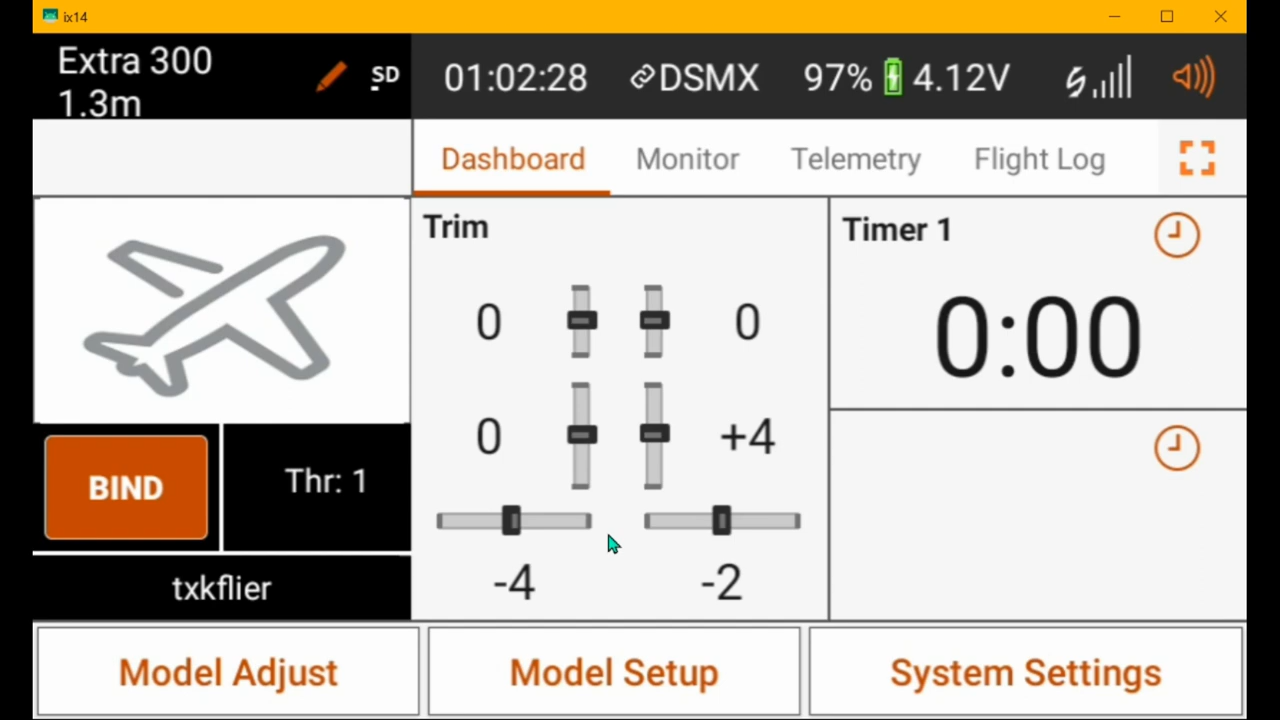 ix14
Extra 300
1.3m
SD
01:02:28
DSMX
97%
4.12V
Dashboard
Monitor
Telemetry
Flight Log
Trim
0
0
0
+4
-4
-2
Timer 1
0:00
BIND
Thr: 1
txkflier
Model Adjust
Model Setup
System Settings